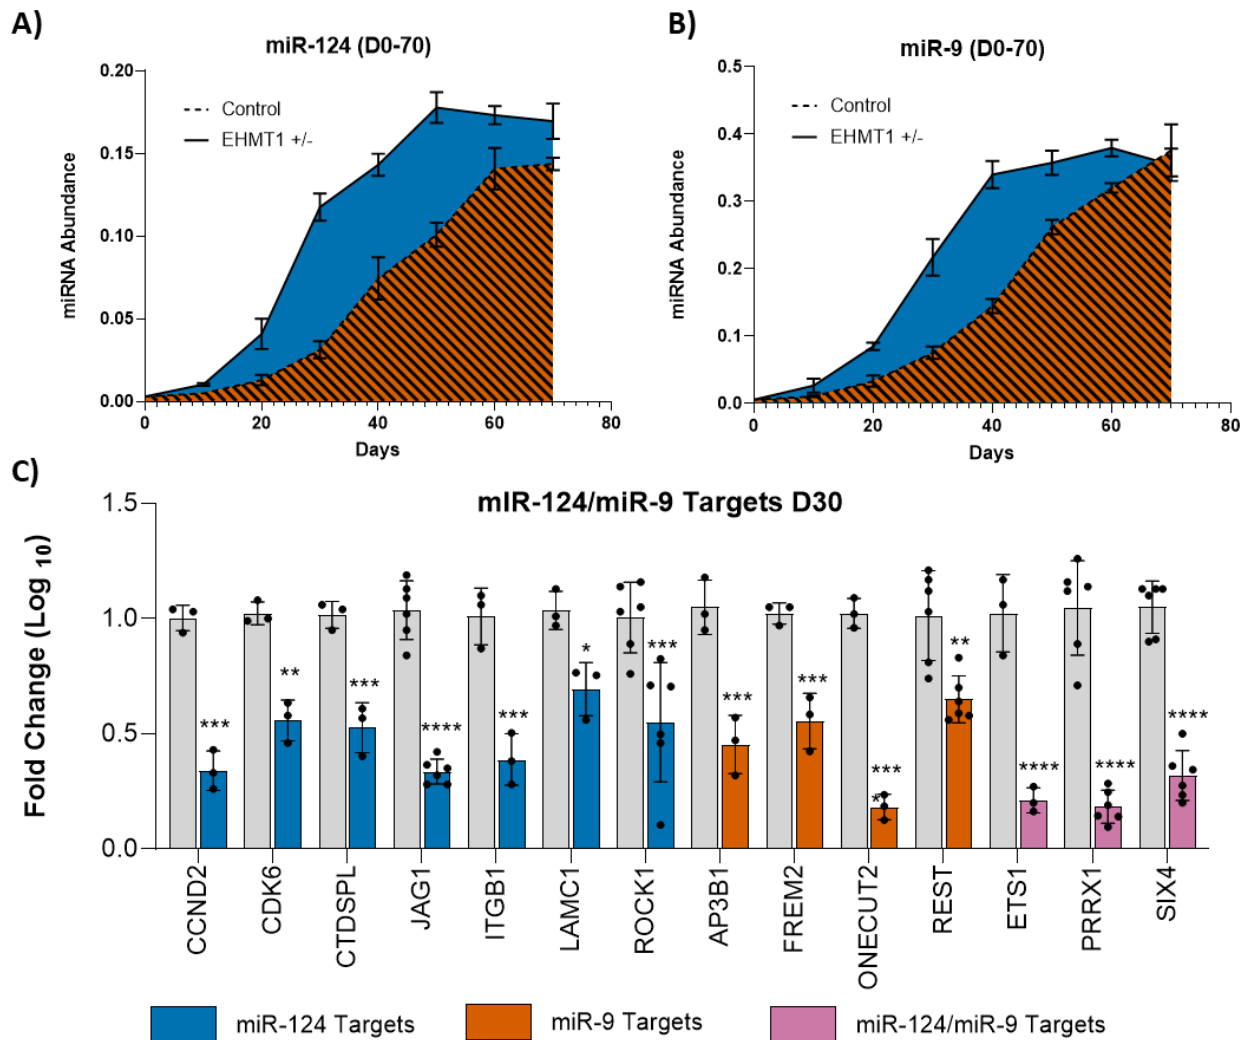 A)
miR-124 (D0-70)
0.20
0.15
0.10
0.05
0.00
miRNA Abundance
Control
EHMT1 +/-
0 20 40 60 80
Days
B)
miR-9 (D0-70)
0.5
0.4
0.3
0.2
0.1
0.0
miRNA Abundance
Control
EHMT1 +/-
0 20 40 60 80
Days
C)
mIR-124/miR-9 Targets D30
Fold Change (Log 10)
1.5
1.0
0.5
0.0
*** ** *** **** *** * *** *** *** *** * ** **** **** ****
CCND2
CDK6
CTDSPL
JAG1
ITGB1
LAMC1
ROCK1
AP3B1
FREM2
ONECUT2
REST
ETS1
PRRX1
SIX4
miR-124 Targets
miR-9 Targets
miR-124/miR-9 Targets